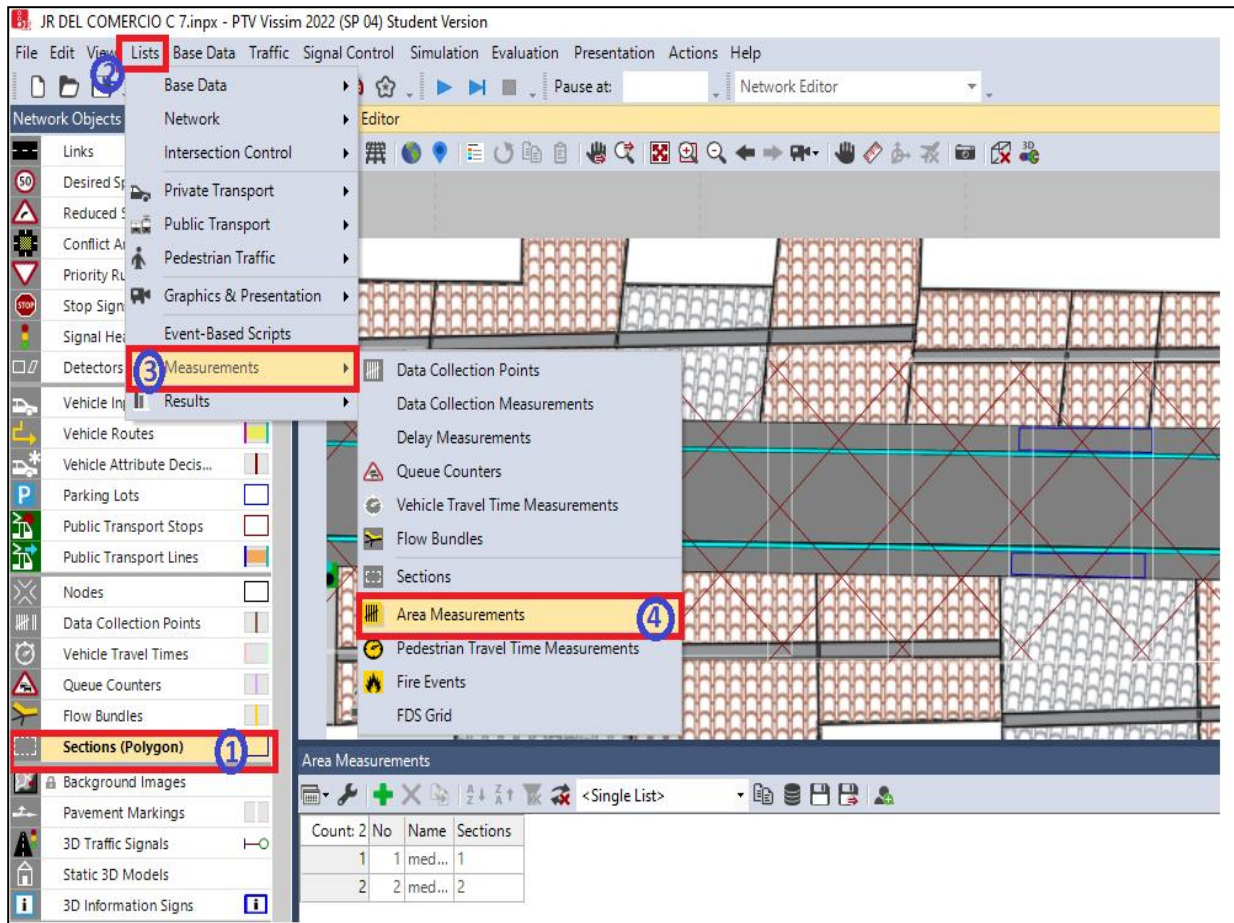 JR DEL COMERCIO C 7.inpx - PTV Vissim 2022 (SP 04) Student Version
File Edit View Lists Base Data Traffic Signal Control Simulation Evaluation Presentation Actions Help
2
Pause at: Network Editor
Network Objects
Editor
Base Data
Network
Intersection Control
Private Transport
Public Transport
Pedestrian Traffic
Graphics & Presentation
Event-Based Scripts
3 Measurements
Results
Data Collection Points
Data Collection Measurements
Delay Measurements
Queue Counters
Vehicle Travel Time Measurements
Flow Bundles
Sections
Area Measurements 4
Pedestrian Travel Time Measurements
Fire Events
FDS Grid
Links
50 Desired Sp
Reduced S
Conflict Ar
Priority Ru
STOP Stop Sign
Signal Hea
Detectors
Vehicle Inp
Vehicle Routes
Vehicle Attribute Decis...
P Parking Lots
Public Transport Stops
Public Transport Lines
Nodes
Data Collection Points
Vehicle Travel Times
Queue Counters
Flow Bundles
Sections (Polygon) 1
Background Images
Pavement Markings
3D Traffic Signals
Static 3D Models
3D Information Signs
Area Measurements
<Single List>
Count: 2 No Name Sections
1 1 med... 1
2 2 med... 2